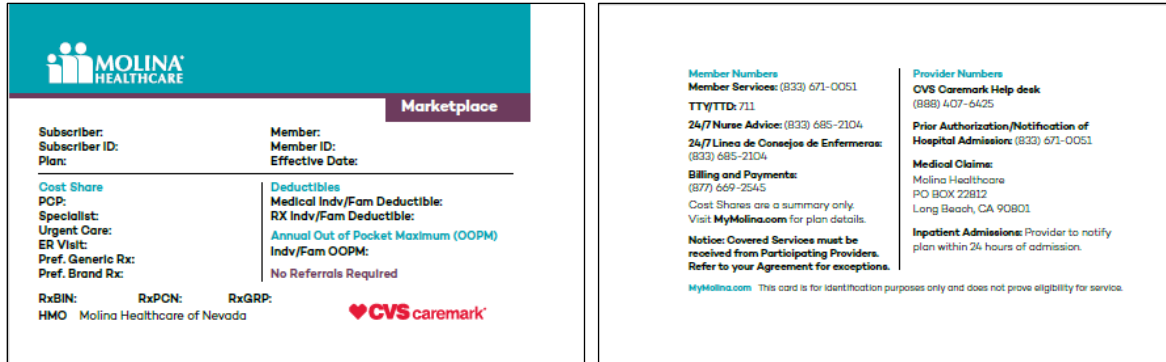 MOLINA
HEALTHCARE
Marketplace
Subscriber:
Subscriber ID:
Plan:
Member:
Member ID:
Effective Date:
Cost Share
PCP:
Specialist:
Urgent Care:
ER Visit:
Pref. Generic Rx:
Pref. Brand Rx:
Deductibles
Medical Indv/Fam Deductible:
RX Indv/Fam Deductible:
Annual Out of Pocket Maximum (OOPM)
Indv/Fam OOPM:
No Referrals Required
RxBIN: RxPCN: RxGRP:
HMO Molina Healthcare of Nevada
CVS caremark
Member Numbers
Member Services: (833) 671-0051
TTY/TTD: 711
24/7 Nurse Advice: (833) 685-2104
24/7 Linea de Consejos de Enfermeras:
(833) 685-2104
Billing and Payments:
(877) 669-2545
Cost Shares are a summary only.
Visit MyMolina.com for plan details.
Notice: Covered Services must be
received from Participating Providers.
Refer to your Agreement for exceptions.
Provider Numbers
CVS Caremark Help desk
(888) 407-6425
Prior Authorization/Notification of
Hospital Admission: (833) 671-0051
Medical Claims:
Molina Healthcare
PO BOX 22812
Long Beach, CA 90801
Inpatient Admissions: Provider to notify
plan within 24 hours of admission.
MyMolina.com This card is for identification purposes only and does not prove eligibility for service.